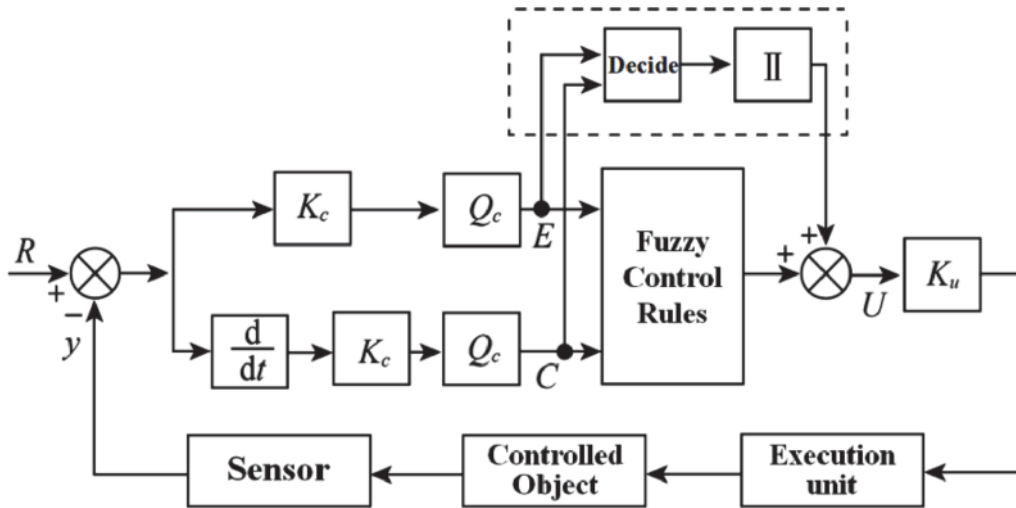 Decide
II
K_c
Q_c
E
R
+
−
y
d
dt
K_c
Q_c
C
Fuzzy
Control
Rules
+
+
U
K_u
Sensor
Controlled
Object
Execution
unit